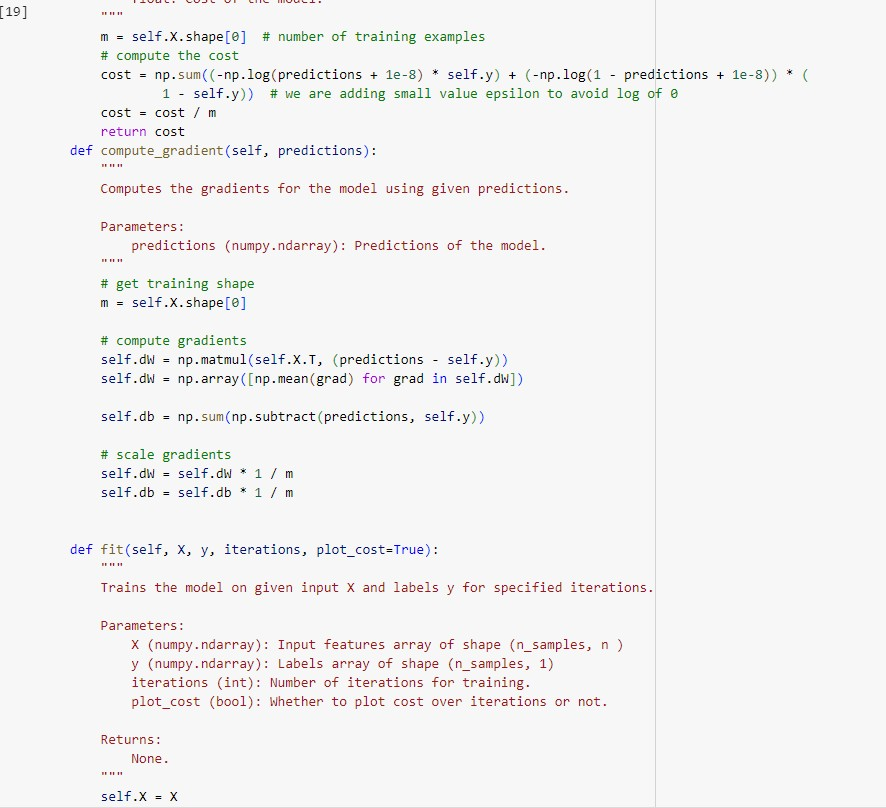 [19]
float: Cost of the model.
"""
m = self.X.shape[0]  # number of training examples
# compute the cost
cost = np.sum((-np.log(predictions + 1e-8) * self.y) + (-np.log(1 - predictions + 1e-8)) * (
1 - self.y))  # we are adding small value epsilon to avoid log of 0
cost = cost / m
return cost
def compute_gradient(self, predictions):
"""
Computes the gradients for the model using given predictions.
Parameters:
predictions (numpy.ndarray): Predictions of the model.
"""
# get training shape
m = self.X.shape[0]
# compute gradients
self.dW = np.matmul(self.X.T, (predictions - self.y))
self.dW = np.array([np.mean(grad) for grad in self.dW])
self.db = np.sum(np.subtract(predictions, self.y))
# scale gradients
self.dW = self.dW * 1 / m
self.db = self.db * 1 / m
def fit(self, X, y, iterations, plot_cost=True):
"""
Trains the model on given input X and labels y for specified iterations.
Parameters:
X (numpy.ndarray): Input features array of shape (n_samples, n )
y (numpy.ndarray): Labels array of shape (n_samples, 1)
iterations (int): Number of iterations for training.
plot_cost (bool): Whether to plot cost over iterations or not.
Returns:
None.
"""
self.X = X